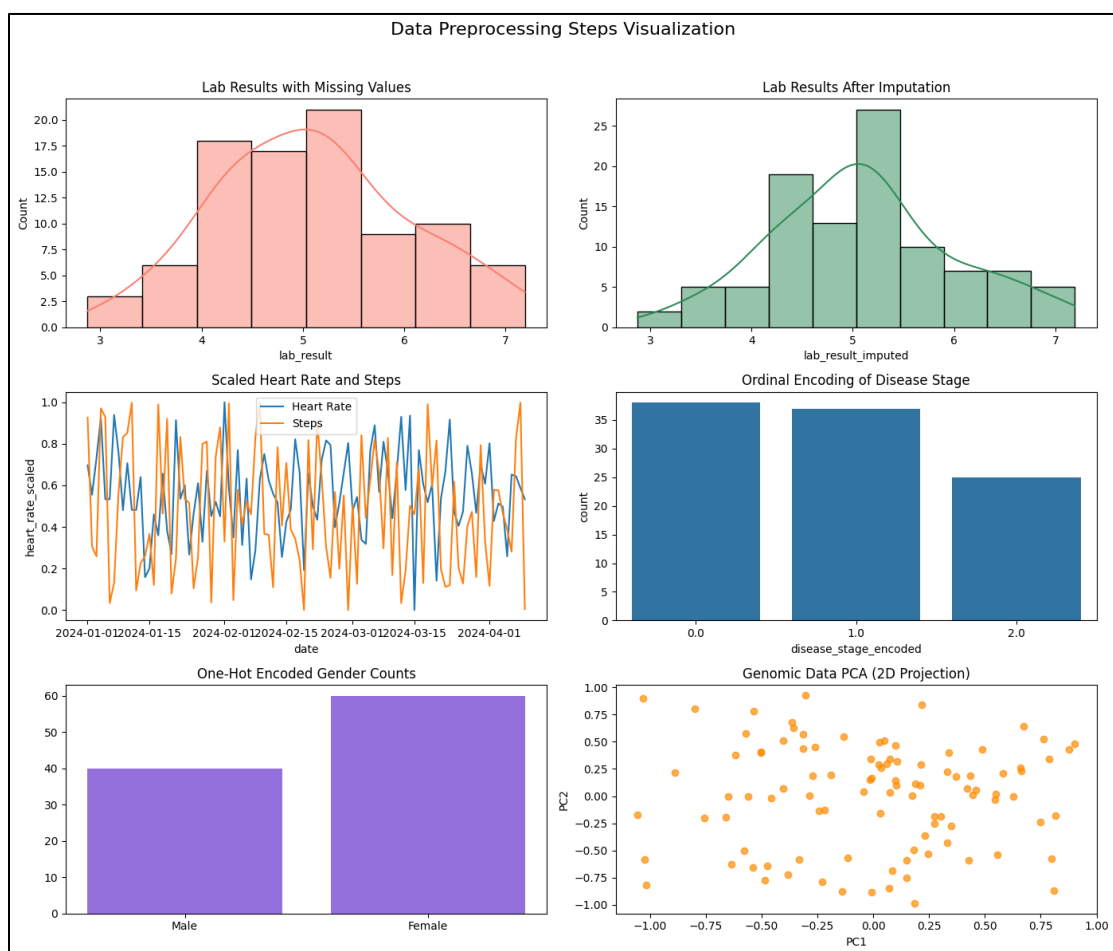 Data Preprocessing Steps Visualization
Lab Results with Missing Values
20.0
17.5
15.0
12.5
10.0
7.5
5.0
2.5
0.0
Count
3 4 5 6 7
lab_result
Lab Results After Imputation
25
20
15
10
5
0
Count
3 4 5 6 7
lab_result_imputed
Scaled Heart Rate and Steps
Heart Rate
Steps
1.0
0.8
0.6
0.4
0.2
0.0
heart_rate_scaled
2024-01-01 2024-01-15 2024-02-01 2024-02-15 2024-03-01 2024-03-15 2024-04-01
date
Ordinal Encoding of Disease Stage
35
30
25
20
15
10
5
0
count
0.0 1.0 2.0
disease_stage_encoded
One-Hot Encoded Gender Counts
60
50
40
30
20
10
0
Male Female
Genomic Data PCA (2D Projection)
1.00
0.75
0.50
0.25
0.00
−0.25
−0.50
−0.75
−1.00
PC2
−1.00 −0.75 −0.50 −0.25 0.00 0.25 0.50 0.75 1.00
PC1